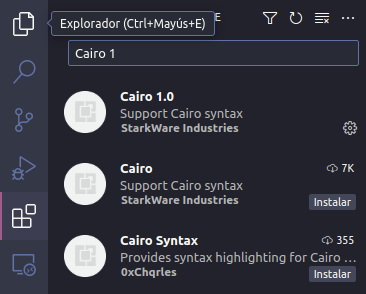 Explorador (Ctrl+Mayús+E)
E
Cairo 1
Cairo 1.0
Support Cairo syntax
StarkWare Industries
Cairo
7K
Support Cairo syntax
StarkWare Industries
Instalar
Cairo Syntax
355
Provides syntax highlighting for Cairo ...
0xChqrles
Instalar